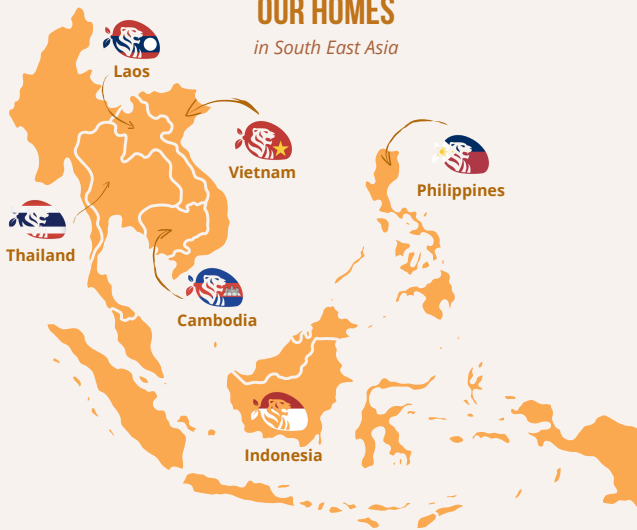 OUR HOMES
in South East Asia
Laos
Vietnam
Philippines
Thailand
Cambodia
Indonesia